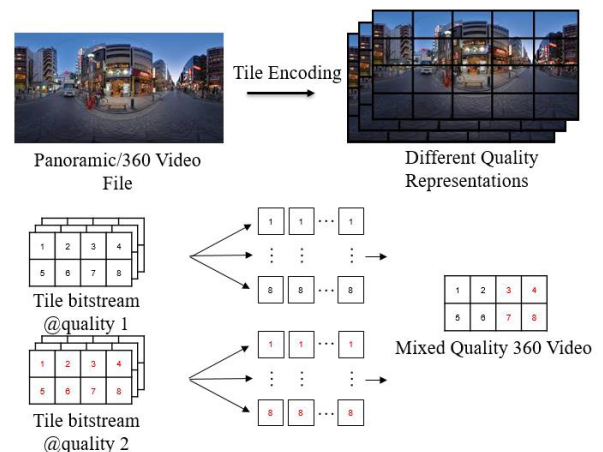 Tile Encoding
Panoramic/360 Video
File
Different Quality
Representations
1 2 3 4
5 6 7 8
Tile bitstream
@quality 1
1 1 ··· 1
⋮ ⋮ ⋮
8 8 ··· 8
1 2 3 4
5 6 7 8
Mixed Quality 360 Video
1 2 3 4
5 6 7 8
Tile bitstream
@quality 2
1 1 ··· 1
⋮ ⋮ ⋮
8 8 ··· 8